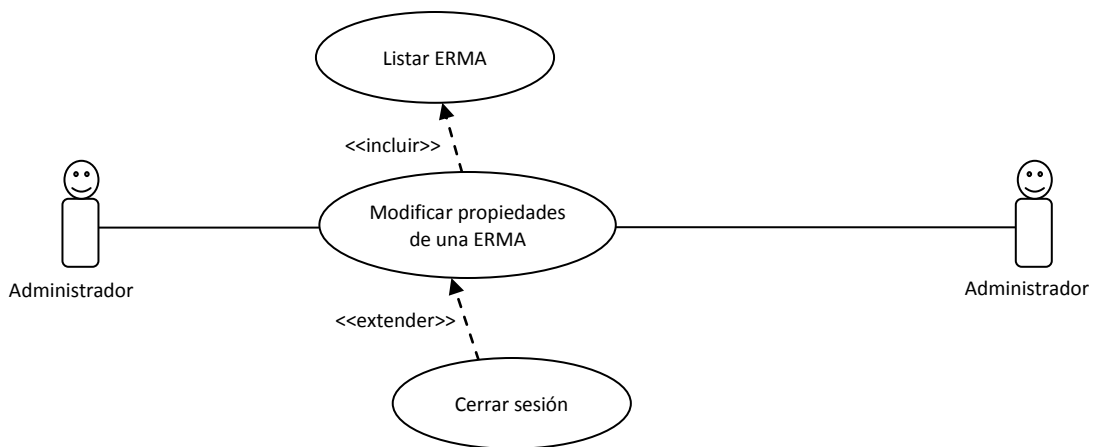 Listar ERMA
<<incluir>>
Modificar propiedades
de una ERMA
Administrador
Administrador
<<extender>>
Cerrar sesión